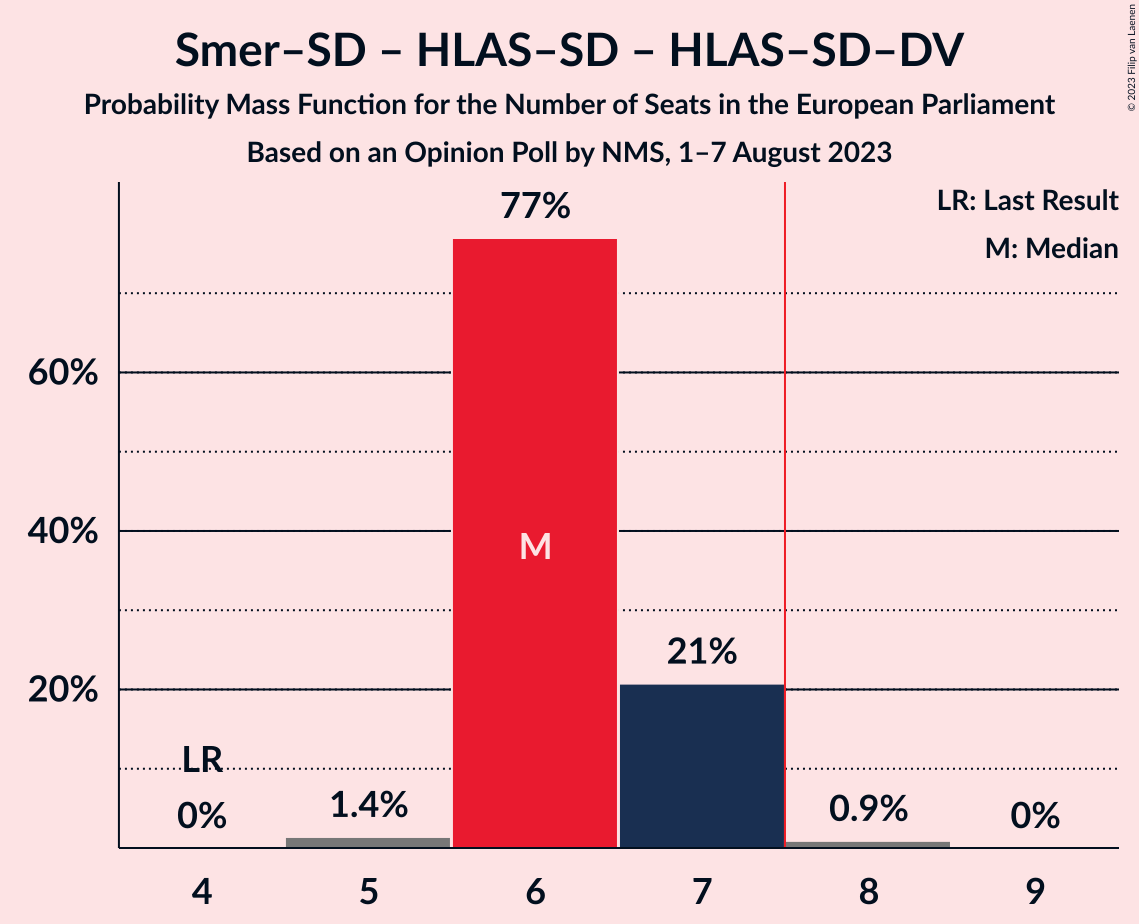 Smer–SD – HLAS–SD – HLAS–SD–DV
Probability Mass Function for the Number of Seats in the European Parliament
Based on an Opinion Poll by NMS, 1–7 August 2023
© 2023 Filip van Laenen
LR: Last Result
M: Median
77%
60%
40%
M
21%
20%
LR
0%
1.4%
0.9%
0%
4 5 6 7 8 9